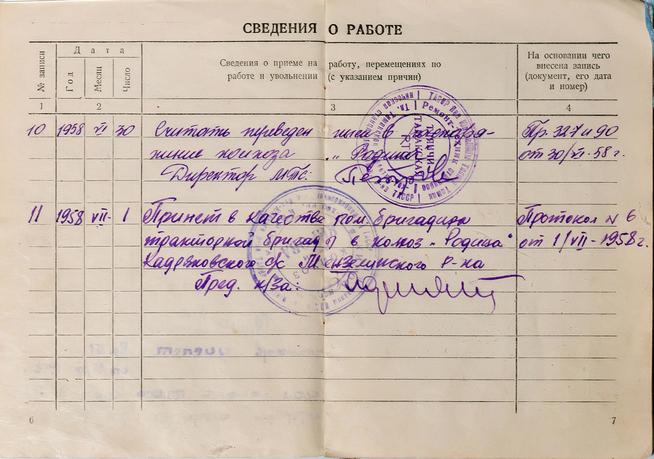 СВЕДЕНИЯ О РАБОТЕ
№ записи
Дата
Год
Месяц
Число
Сведения о приеме на работу, перемещениях по
работе и увольнении (с указанием причин)
На основании чего
внесена запись
(документ, его дата
и номер)
1 2 3 4
10 1958 VI 30 Считать переведен в распоря- Пр. 327 и 90
жение колхоза „Родина" от 30/VI-58 г.
Директор МТС:
11 1958 VII 1 Принят в качестве пом. бригадира Протокол N 6
тракторной бригады в колхоз „Родина" от 1/VII-1958 г.
Кадряковского с/с Мензелинского р-на
Пред. к/за:
6 7